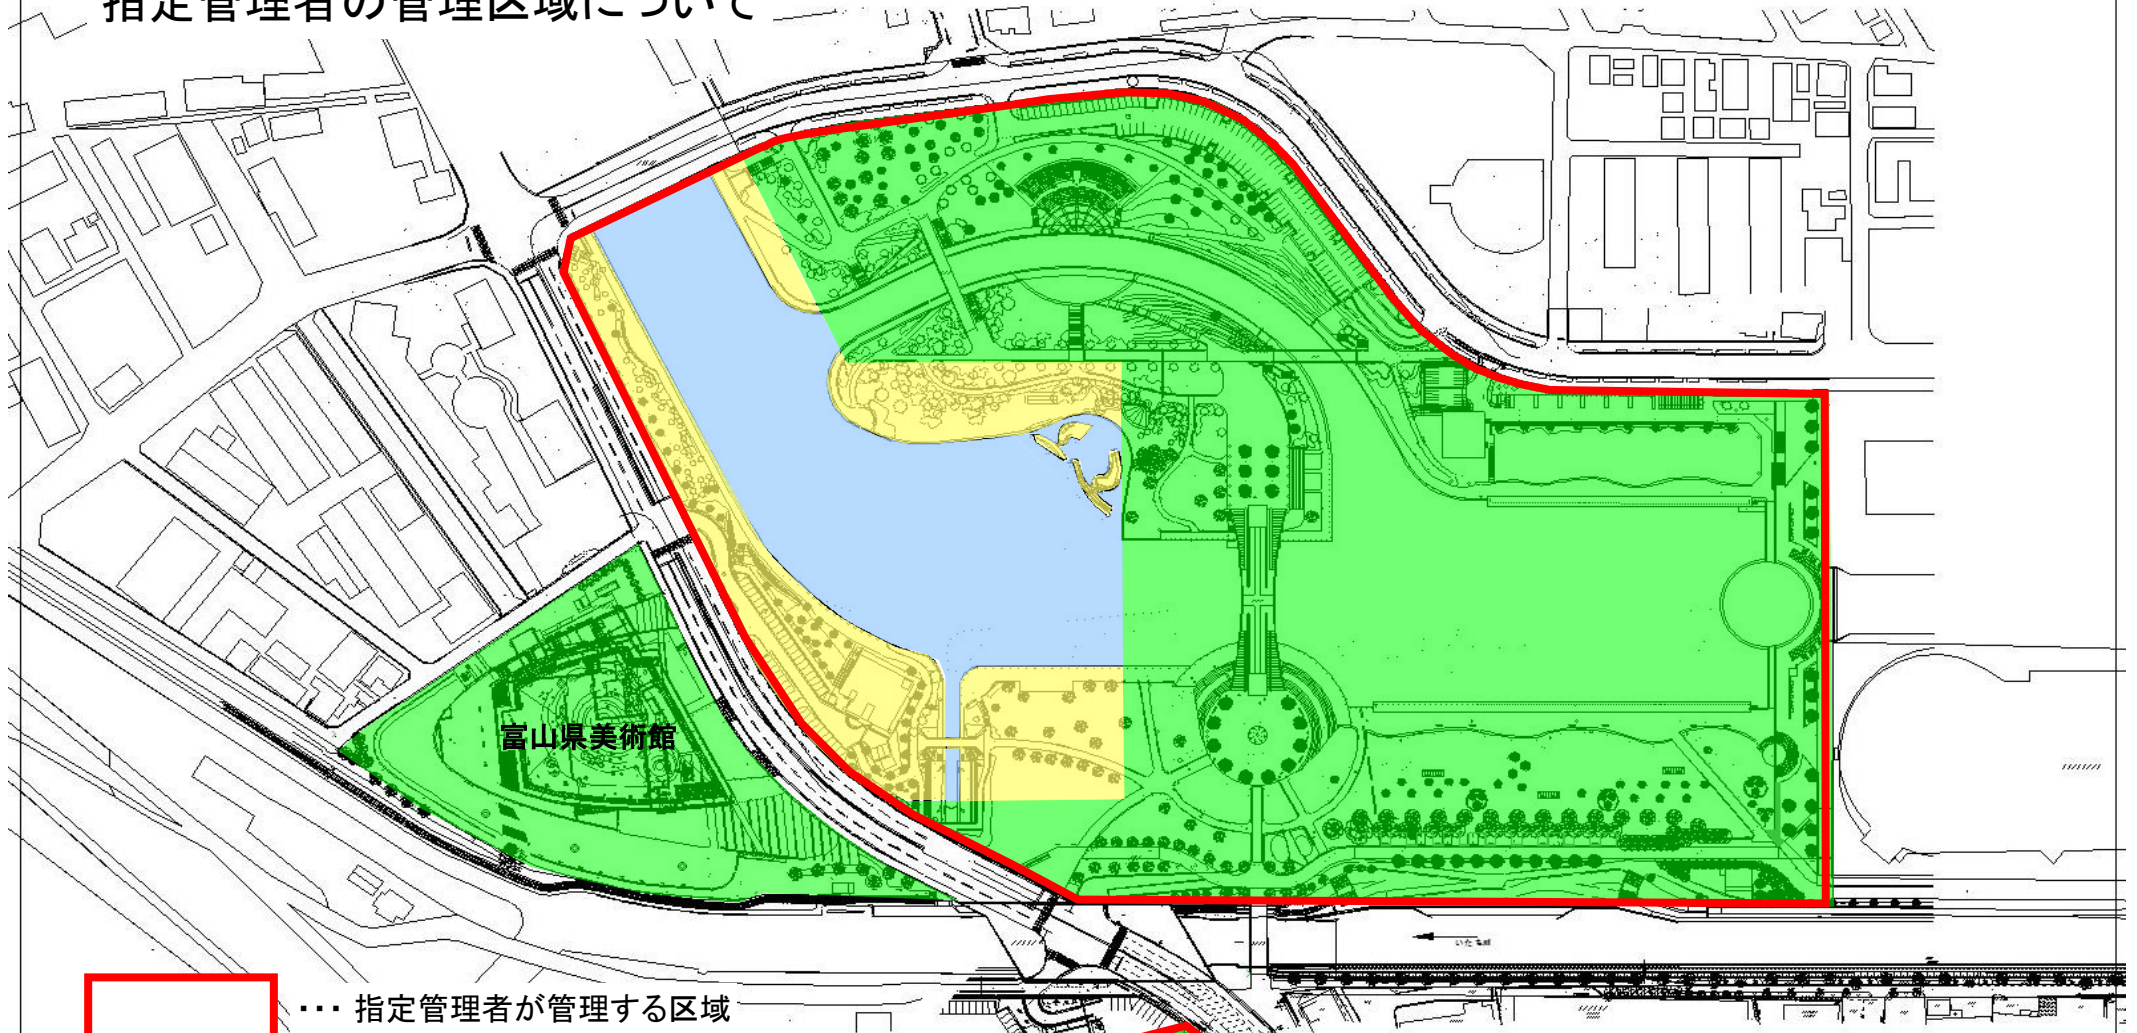 指定管理者の管理区域について
富山県美術館
･･･ 指定管理者が管理する区域